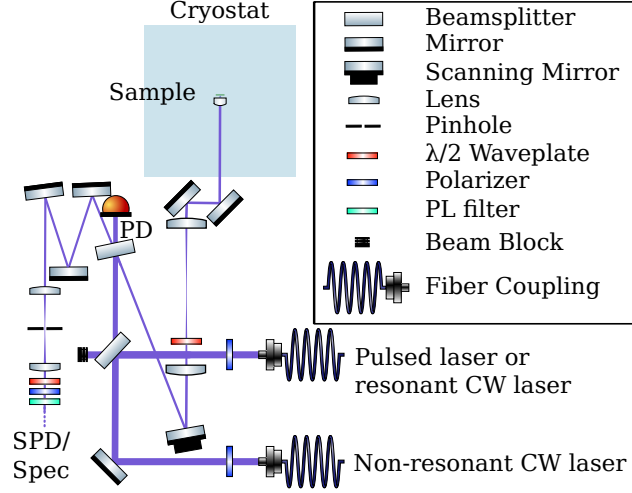 Cryostat
Sample
PD
SPD/
Spec
Beamsplitter
Mirror
Scanning Mirror
Lens
Pinhole
λ/2 Waveplate
Polarizer
PL filter
Beam Block
Fiber Coupling
Pulsed laser or
resonant CW laser
Non-resonant CW laser